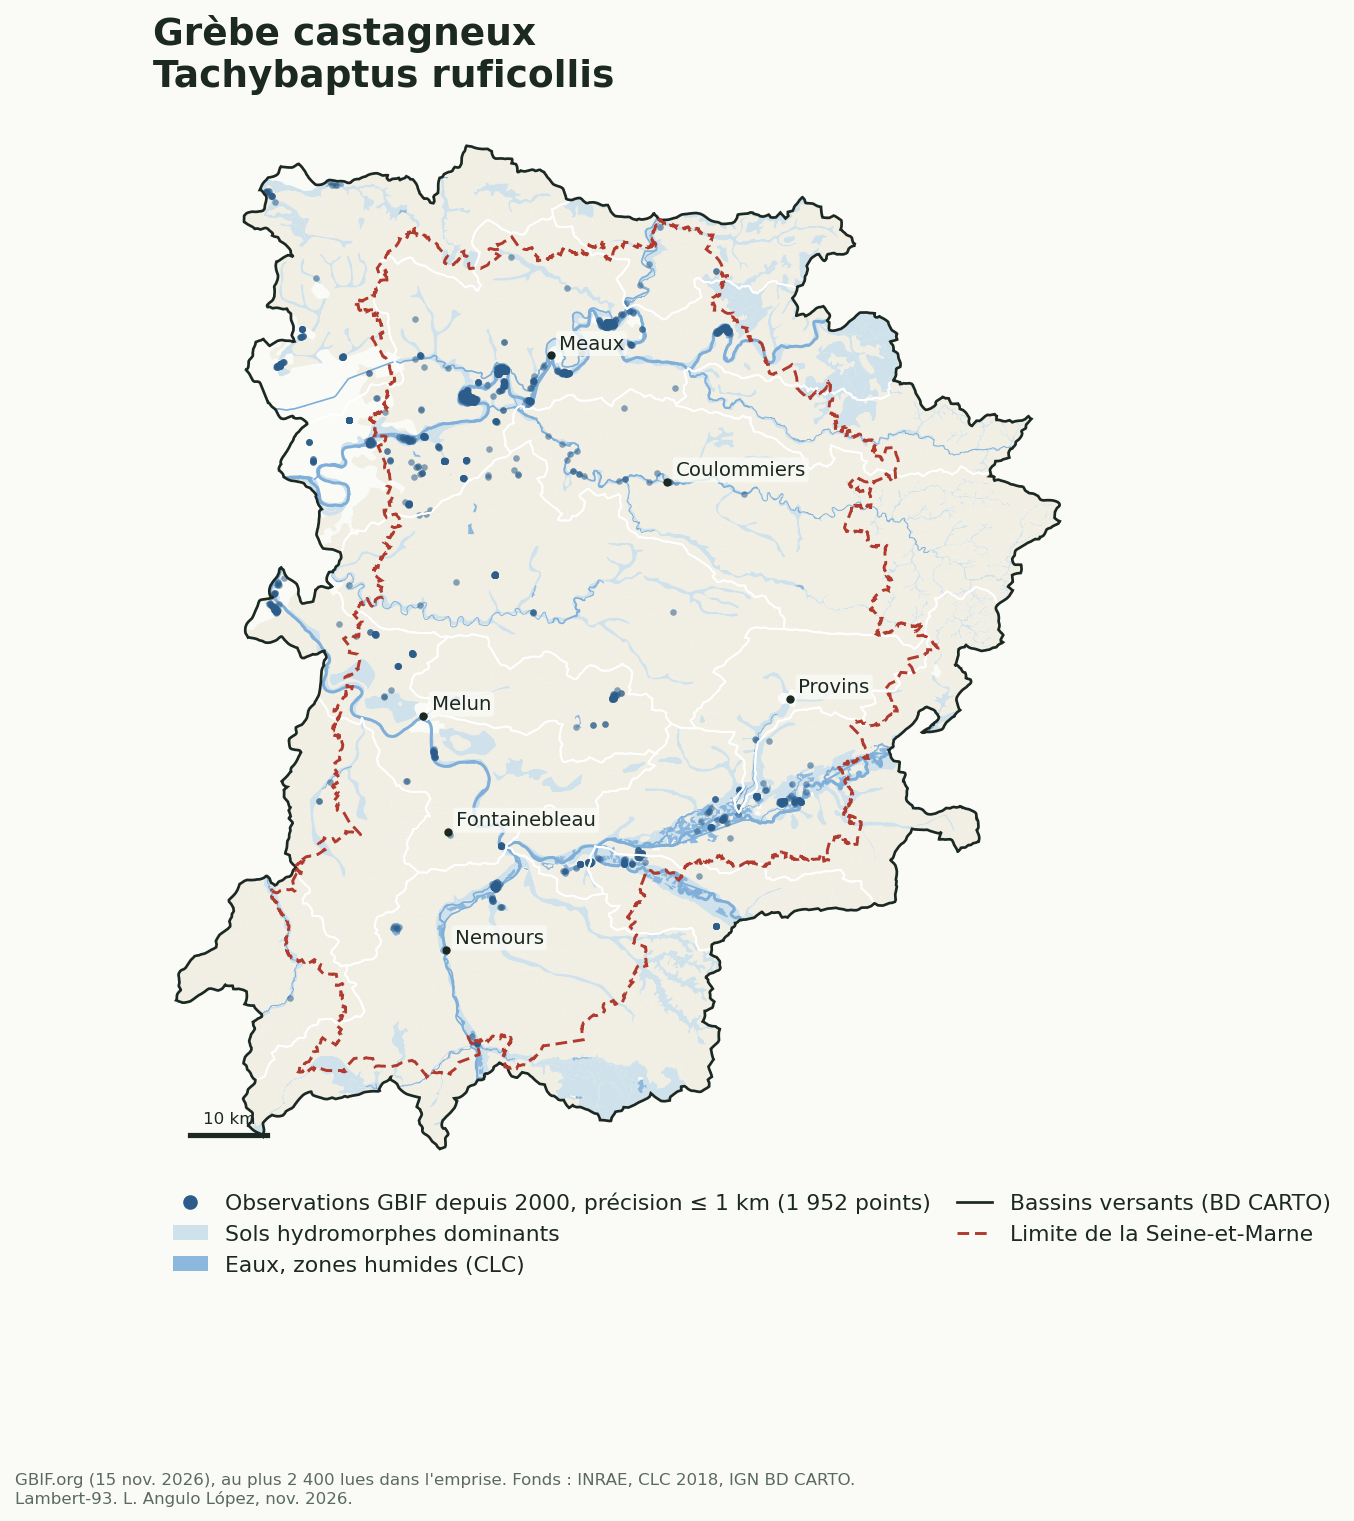 Grèbe castagneux
Tachybaptus ruficollis
Meaux
Coulommiers
Provins
Melun
Fontainebleau
Nemours
10 km
Observations GBIF depuis 2000, précision ≤ 1 km (1 952 points)
Sols hydromorphes dominants
Eaux, zones humides (CLC)
Bassins versants (BD CARTO)
Limite de la Seine-et-Marne
GBIF.org (15 nov. 2026), au plus 2 400 lues dans l'emprise. Fonds : INRAE, CLC 2018, IGN BD CARTO.
Lambert-93. L. Angulo López, nov. 2026.